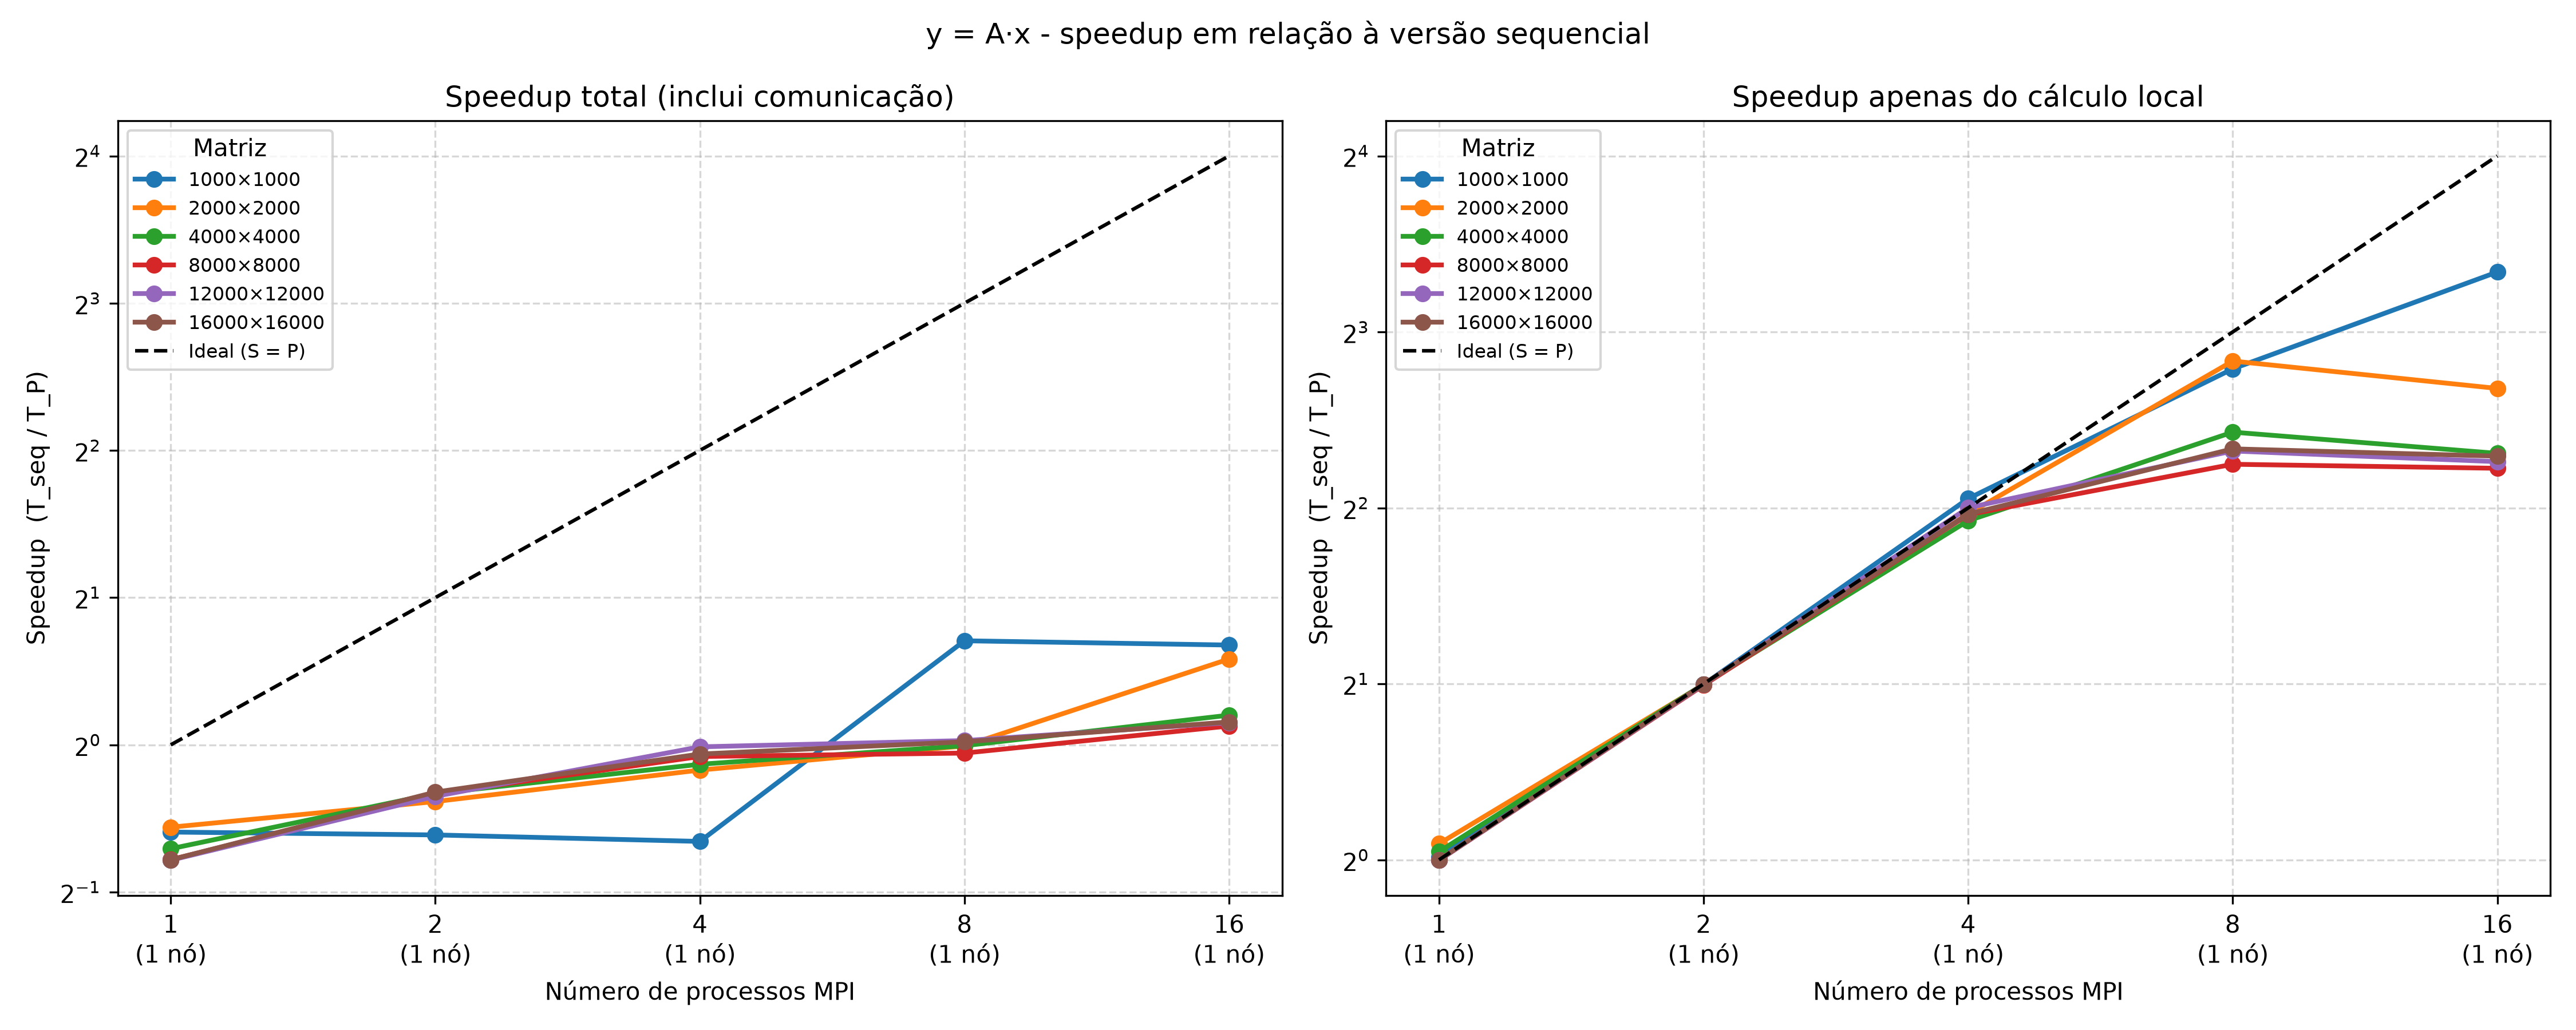 y = A·x - speedup em relação à versão sequencial
Speedup total (inclui comunicação)
Matriz
1000×1000
2000×2000
4000×4000
8000×8000
12000×12000
16000×16000
Ideal (S = P)
Speedup (T_seq / T_P)
2⁴
2³
2²
2¹
2⁰
2⁻¹
1 2 4 8 16
(1 nó) (1 nó) (1 nó) (1 nó) (1 nó)
Número de processos MPI
Speedup apenas do cálculo local
Matriz
1000×1000
2000×2000
4000×4000
8000×8000
12000×12000
16000×16000
Ideal (S = P)
Speedup (T_seq / T_P)
2⁴
2³
2²
2¹
2⁰
1 2 4 8 16
(1 nó) (1 nó) (1 nó) (1 nó) (1 nó)
Número de processos MPI